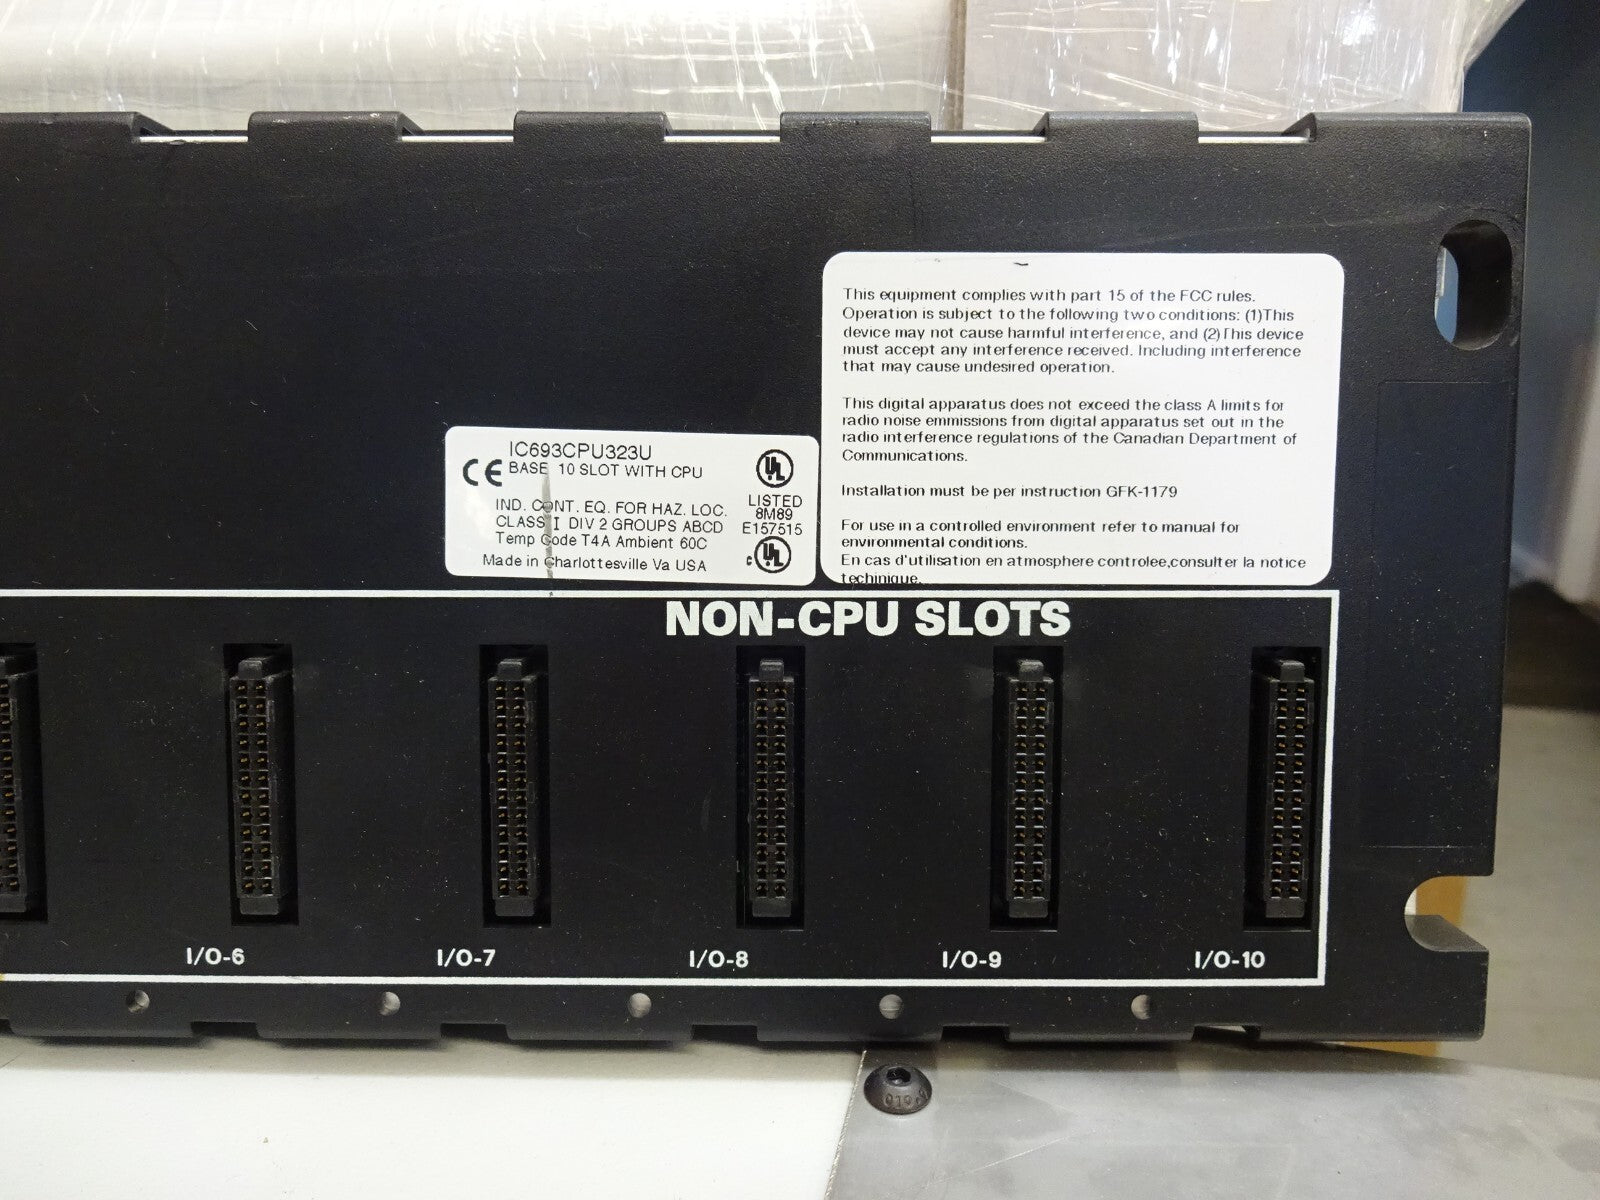 This equipment complies with part 15 of the FCC rules.
Operation is subject to the following two conditions: (1)This
device may not cause harmful interference, and (2)This device
must accept any interference received. Including interference
that may cause undesired operation.
This digital apparatus does not exceed the class A limits for
radio noise emmissions from digital apparatus set out in the
radio interference regulations of the Canadian Department of
Communications.
Installation must be per instruction GFK-1179
For use in a controlled environment refer to manual for
environmental conditions.
En cas d'utilisation en atmosphere controlee,consulter la notice
techinique.
IC693CPU323U
CE BASE 10 SLOT WITH CPU
IND. CONT. EQ. FOR HAZ. LOC.
CLASS I DIV 2 GROUPS ABCD
Temp Code T4A Ambient 60C
Made in Charlottesville Va USA
UL
LISTED
8M89
E157515
c UL
NON-CPU SLOTS
I/O-6 I/O-7 I/O-8 I/O-9 I/O-10